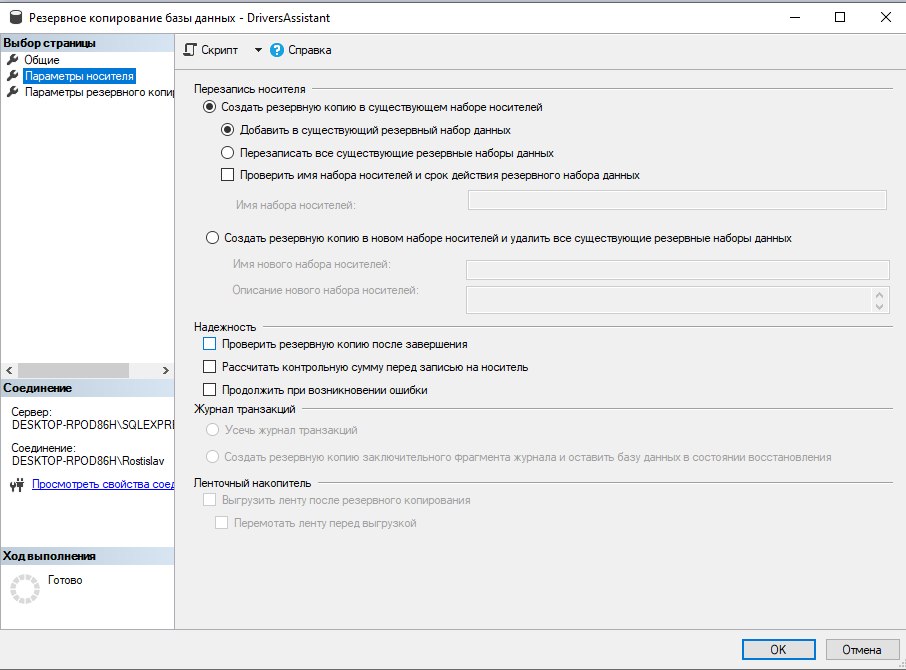 Резервное копирование базы данных - DriversAssistant
Выбор страницы
Общие
Параметры носителя
Параметры резервного копи
Скрипт
Справка
Перезапись носителя
Создать резервную копию в существующем наборе носителей
Добавить в существующий резервный набор данных
Перезаписать все существующие резервные наборы данных
Проверить имя набора носителей и срок действия резервного набора данных
Имя набора носителей:
Создать резервную копию в новом наборе носителей и удалить все существующие резервные наборы данных
Имя нового набора носителей:
Описание нового набора носителей:
Надежность
Проверить резервную копию после завершения
Рассчитать контрольную сумму перед записью на носитель
Продолжить при возникновении ошибки
Журнал транзакций
Усечь журнал транзакций
Создать резервную копию заключительного фрагмента журнала и оставить базу данных в состоянии восстановления
Ленточный накопитель
Выгрузить ленту после резервного копирования
Перемотать ленту перед выгрузкой
Соединение
Сервер:
DESKTOP-RPOD86H\SQLEXPRE
Соединение:
DESKTOP-RPOD86H\Rostislav
Просмотреть свойства соед
Ход выполнения
Готово
OK
Отмена